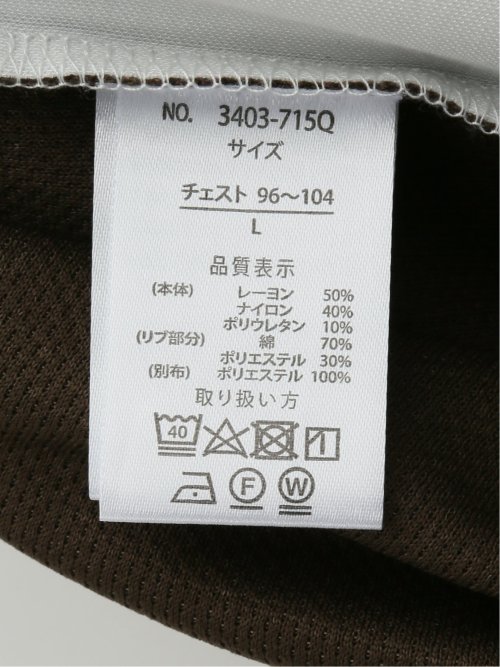 NO. 3403-715Q
サイズ
チェスト 96～104
L
品質表示
(本体) レーヨン 50%
ナイロン 40%
ポリウレタン 10%
(リブ部分) 綿 70%
ポリエステル 30%
(別布) ポリエステル 100%
取り扱い方
40
F W